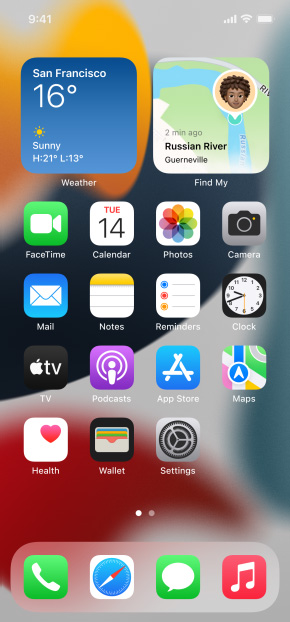 9:41
San Francisco
16°
Sunny
H:21° L:13°
Weather
2 min ago
Russian River
Guerneville
Find My
FaceTime
TUE
14
Calendar
Photos
Camera
Mail
Notes
Reminders
Clock
tv
TV
Podcasts
App Store
Maps
Health
Wallet
Settings